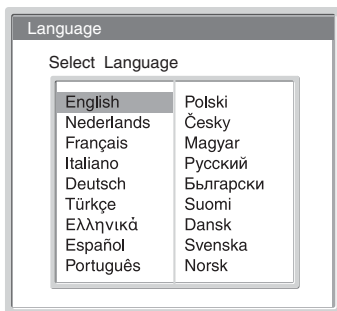 Language
Select Language
English
Nederlands
Français
Italiano
Deutsch
Türkçe
Ελληνικά
Español
Português
Polski
Česky
Magyar
Русский
Бьлгарски
Suomi
Dansk
Svenska
Norsk